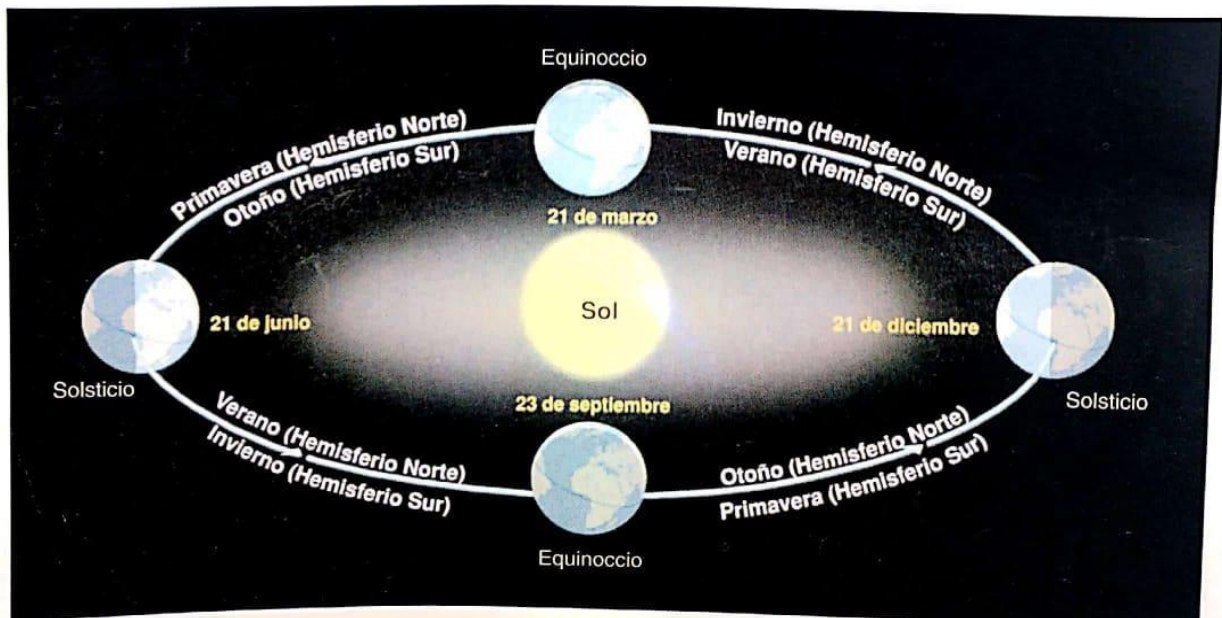 Equinoccio
Primavera (Hemisferio Norte)
Otoño (Hemisferio Sur)
Invierno (Hemisferio Norte)
Verano (Hemisferio Sur)
21 de marzo
Sol
21 de junio
21 de diciembre
Solsticio
Solsticio
23 de septiembre
Verano (Hemisferio Norte)
Invierno (Hemisferio Sur)
Otoño (Hemisferio Norte)
Primavera (Hemisferio Sur)
Equinoccio